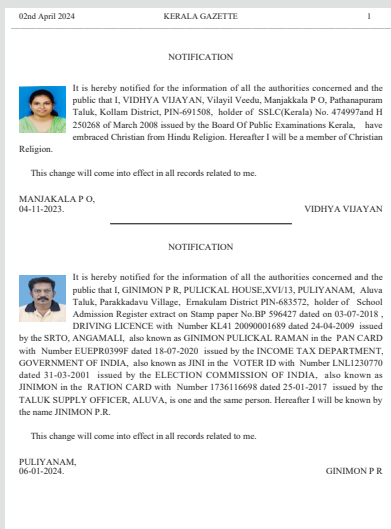 02nd April 2024 KERALA GAZETTE 1
NOTIFICATION
It is hereby notified for the information of all the authorities concerned and the
public that I, VIDHYA VIJAYAN, Vilayil Veedu, Manjakkala P O, Pathanapuram
Taluk, Kollam District, PIN-691508, holder of SSLC(Kerala) No. 474997and H
250268 of March 2008 issued by the Board Of Public Examinations Kerala, have
embraced Christian from Hindu Religion. Hereafter I will be a member of Christian
Religion.
This change will come into effect in all records related to me.
MANJAKALA P O,
04-11-2023. VIDHYA VIJAYAN
NOTIFICATION
It is hereby notified for the information of all the authorities concerned and the
public that I, GINIMON P R, PULICKAL HOUSE,XVI/13, PULIYANAM, Aluva
Taluk, Parakkadavu Village, Ernakulam District PIN-683572, holder of School
Admission Register extract on Stamp paper No.BP 596427 dated on 03-07-2018 ,
DRIVING LICENCE with Number KL41 20090001689 dated 24-04-2009 issued
by the SRTO, ANGAMALI, also known as GINIMON PULICKAL RAMAN in the PAN CARD
with Number EUEPR0399F dated 18-07-2020 issued by the INCOME TAX DEPARTMENT,
GOVERNMENT OF INDIA, also known as JINI in the VOTER ID with Number LNL1230770
dated 31-03-2001 issued by the ELECTION COMMISSION OF INDIA, also known as
JINIMON in the RATION CARD with Number 1736116698 dated 25-01-2017 issued by the
TALUK SUPPLY OFFICER, ALUVA, is one and the same person. Hereafter I will be known by
the name JINIMON P.R.
This change will come into effect in all records related to me.
PULIYANAM,
06-01-2024. GINIMON P R